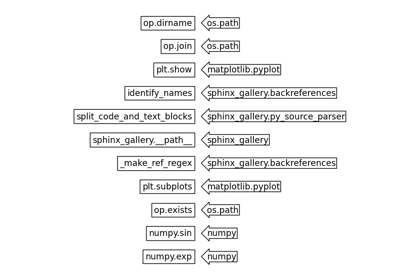 op.dirname os.path
op.join os.path
plt.show matplotlib.pyplot
identify_names sphinx_gallery.backreferences
split_code_and_text_blocks sphinx_gallery.py_source_parser
sphinx_gallery.__path__ sphinx_gallery
_make_ref_regex sphinx_gallery.backreferences
plt.subplots matplotlib.pyplot
op.exists os.path
numpy.sin numpy
numpy.exp numpy